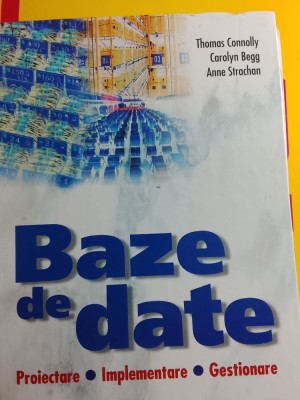 Thomas Connolly
Carolyn Begg
Anne Strachan
Baze
de date
Proiectare • Implementare • Gestionare